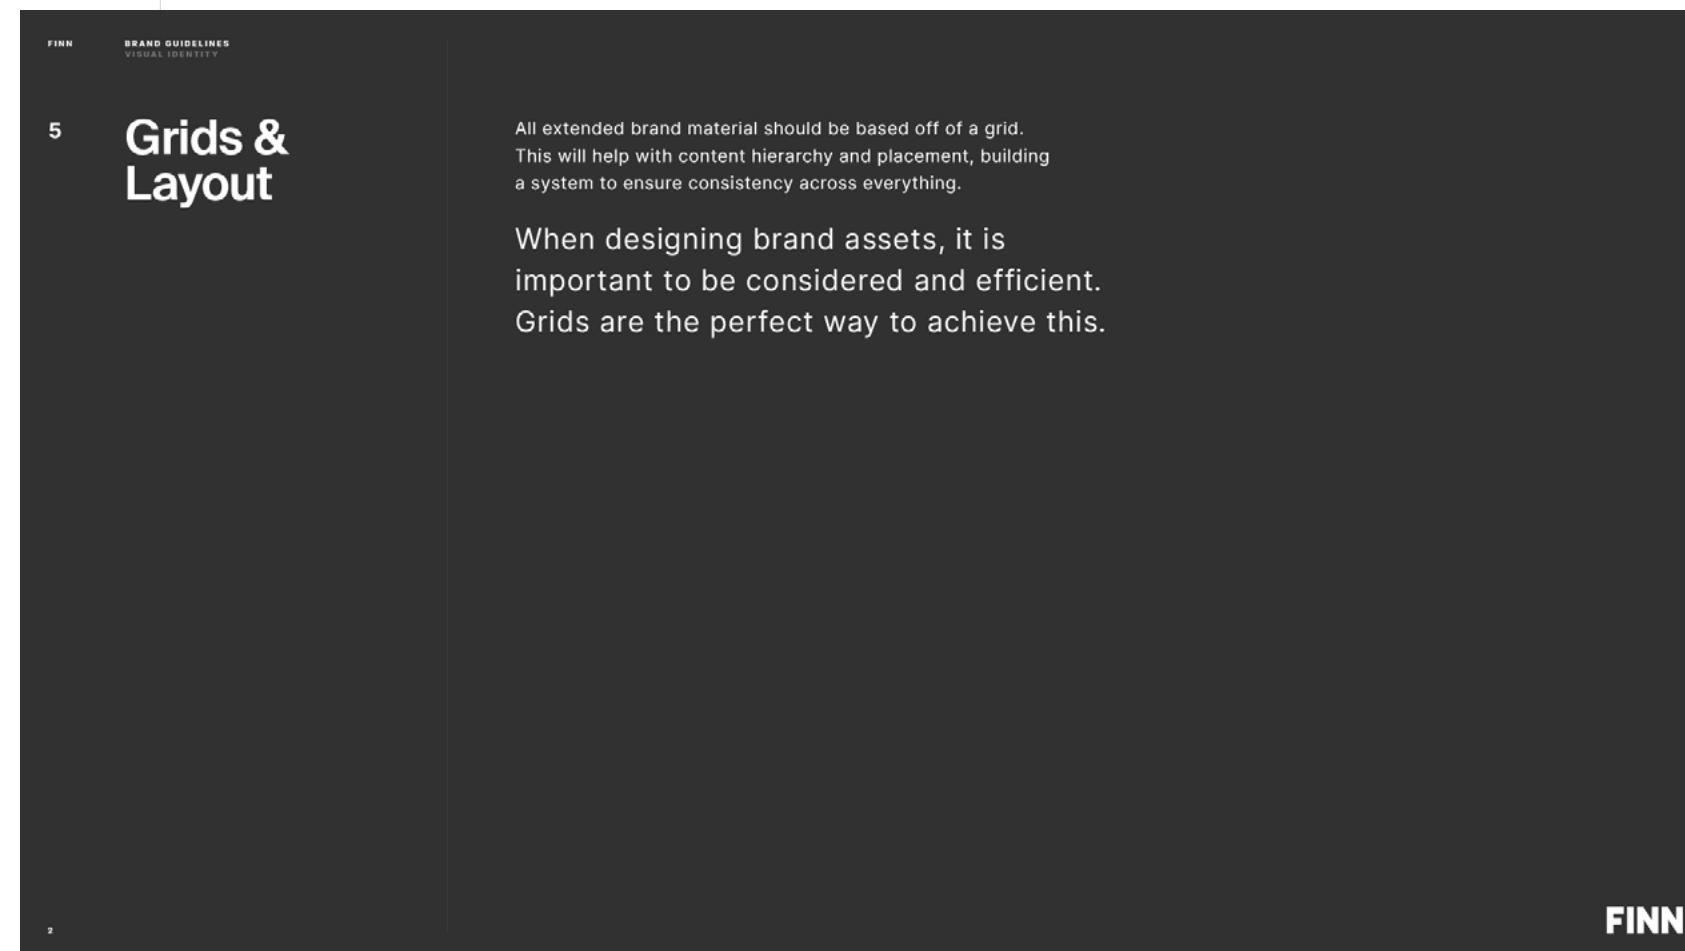 FINN
BRAND GUIDELINES
VISUAL IDENTITY
5
Grids &
Layout
All extended brand material should be based off of a grid.
This will help with content hierarchy and placement, building
a system to ensure consistency across everything.
When designing brand assets, it is
important to be considered and efficient.
Grids are the perfect way to achieve this.
2
FINN